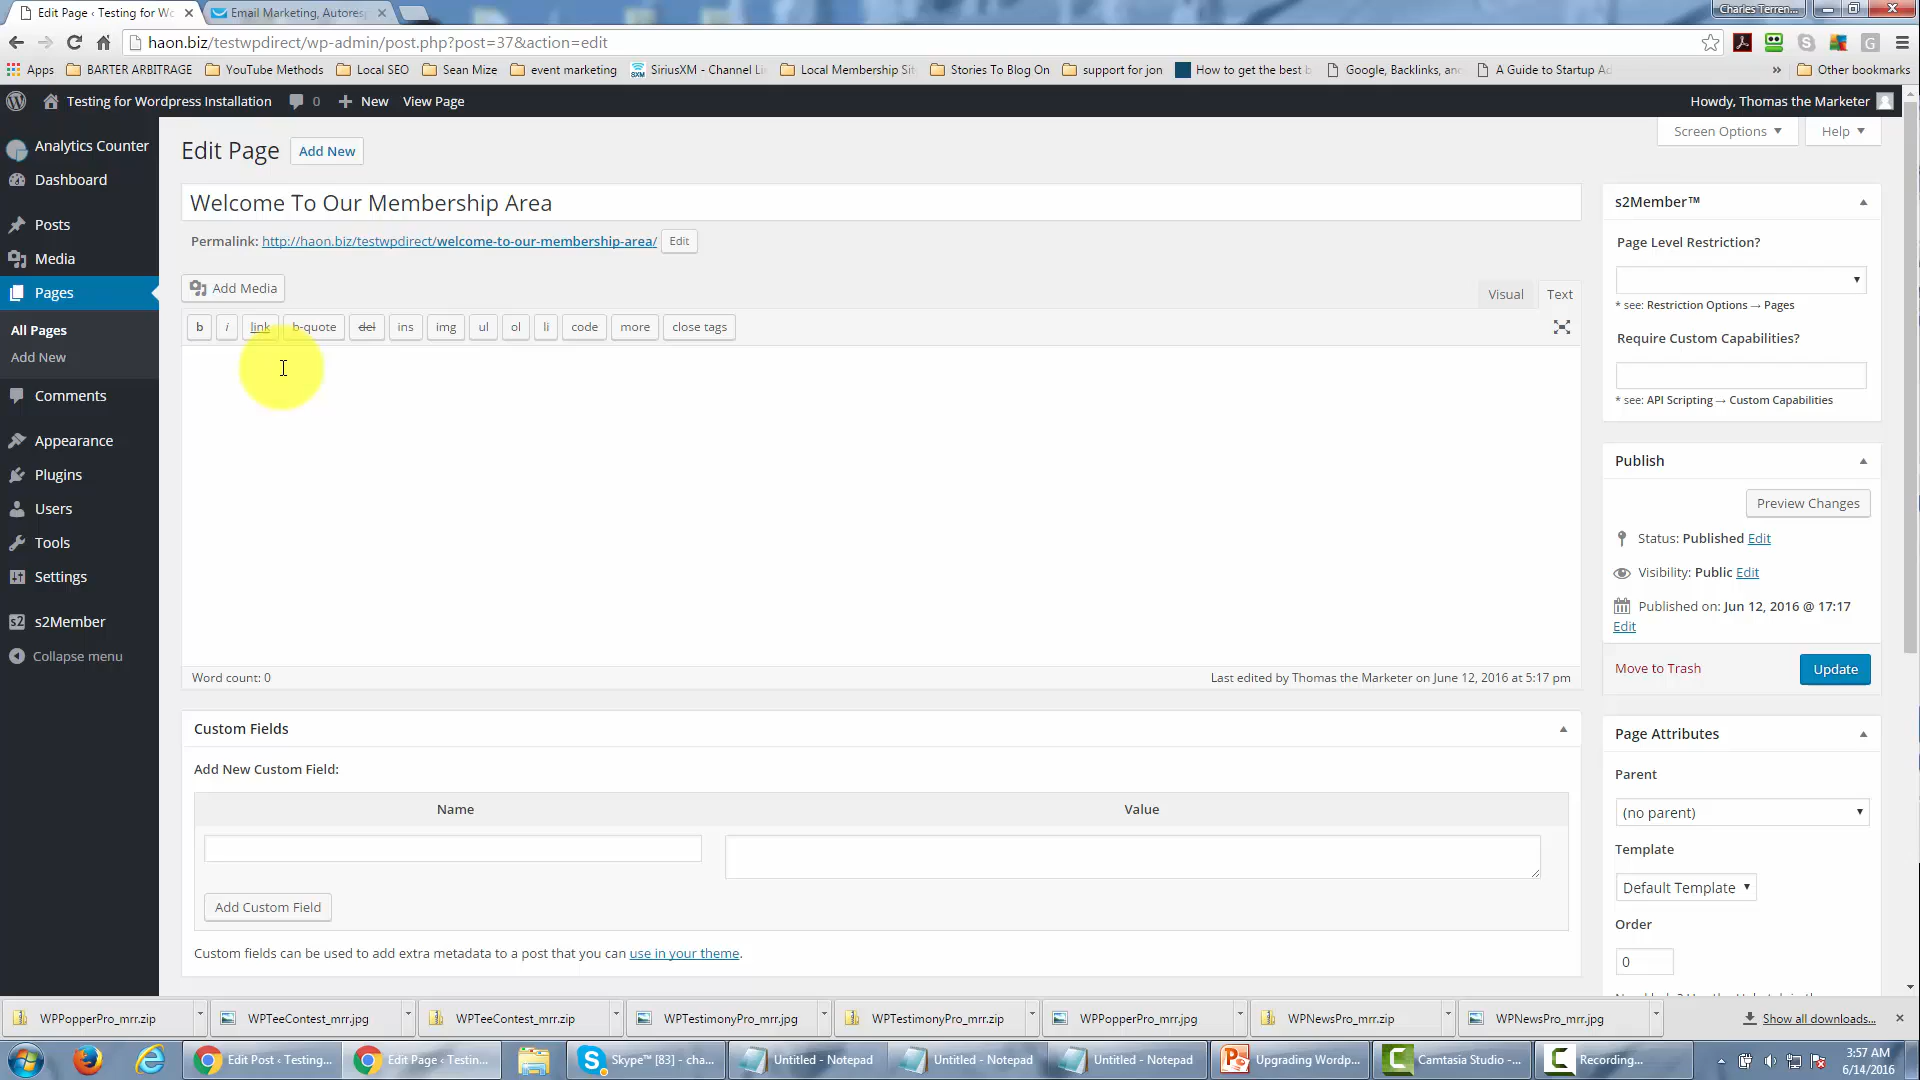 Edit Page ‹ Testing for Wo
Email Marketing, Autores
Charles Terren...
haon.biz/testwpdirect/wp-admin/post.php?post=37&action=edit
Apps
BARTER ARBITRAGE
YouTube Methods
Local SEO
Sean Mize
event marketing
SiriusXM - Channel Li
Local Membership Sit
Stories To Blog On
support for jon
How to get the best b
Google, Backlinks, an
A Guide to Startup Ad
»
Other bookmarks
Testing for Wordpress Installation
0
New
View Page
Howdy, Thomas the Marketer
Analytics Counter
Dashboard
Posts
Media
Pages
All Pages
Add New
Comments
Appearance
Plugins
Users
Tools
Settings
s2Member
Collapse menu
Edit Page
Add New
Screen Options
Help
Welcome To Our Membership Area
Permalink: http://haon.biz/testwpdirect/welcome-to-our-membership-area/ Edit
Add Media
Visual
Text
b i link b-quote del ins img ul ol li code more close tags
Word count: 0
Last edited by Thomas the Marketer on June 12, 2016 at 5:17 pm
Custom Fields
Add New Custom Field:
Name
Value
Add Custom Field
Custom fields can be used to add extra metadata to a post that you can use in your theme.
s2Member™
Page Level Restriction?
* see: Restriction Options → Pages
Require Custom Capabilities?
* see: API Scripting → Custom Capabilities
Publish
Preview Changes
Status: Published Edit
Visibility: Public Edit
Published on: Jun 12, 2016 @ 17:17
Edit
Move to Trash
Update
Page Attributes
Parent
(no parent)
Template
Default Template
Order
0
WPPopperPro_mrr.zip
WPTeeContest_mrr.jpg
WPTeeContest_mrr.zip
WPTestimonyPro_mrr.jpg
WPTestimonyPro_mrr.zip
WPPopperPro_mrr.jpg
WPNewsPro_mrr.zip
WPNewsPro_mrr.jpg
Show all downloads...
Edit Post ‹ Testing...
Edit Page ‹ Testin...
Skype™ [83] - cha...
Untitled - Notepad
Untitled - Notepad
Untitled - Notepad
Upgrading Wordp...
Camtasia Studio -...
Recording...
3:57 AM
6/14/2016